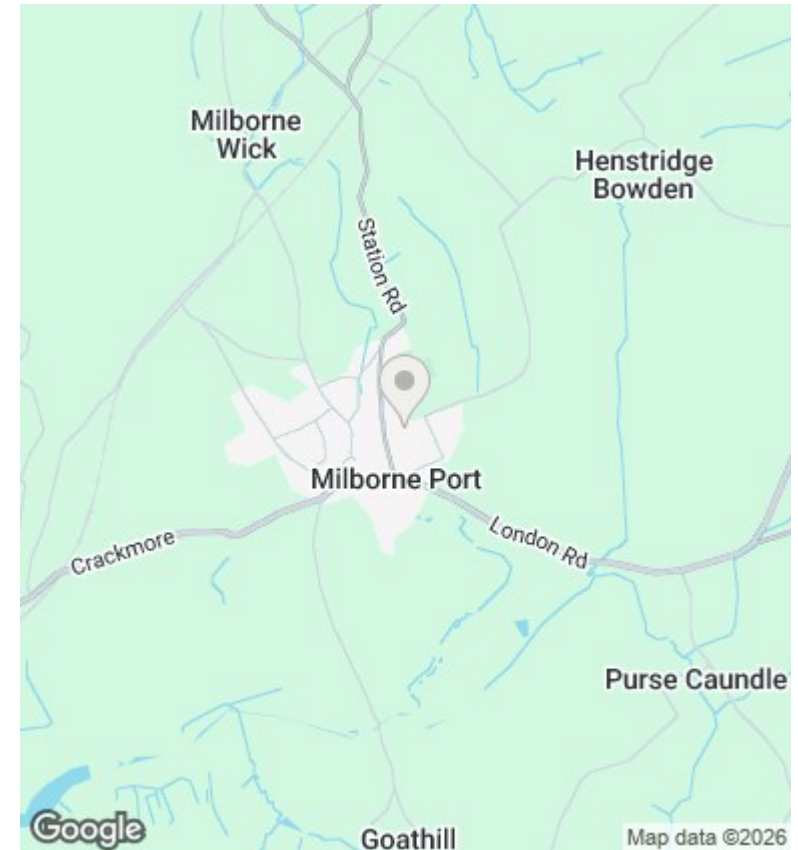 Milborne
Wick
Henstridge
Bowden
Station Rd
Milborne Port
London Rd
Crackmore
Purse Caundle
Goathill
Google
Map data ©2026